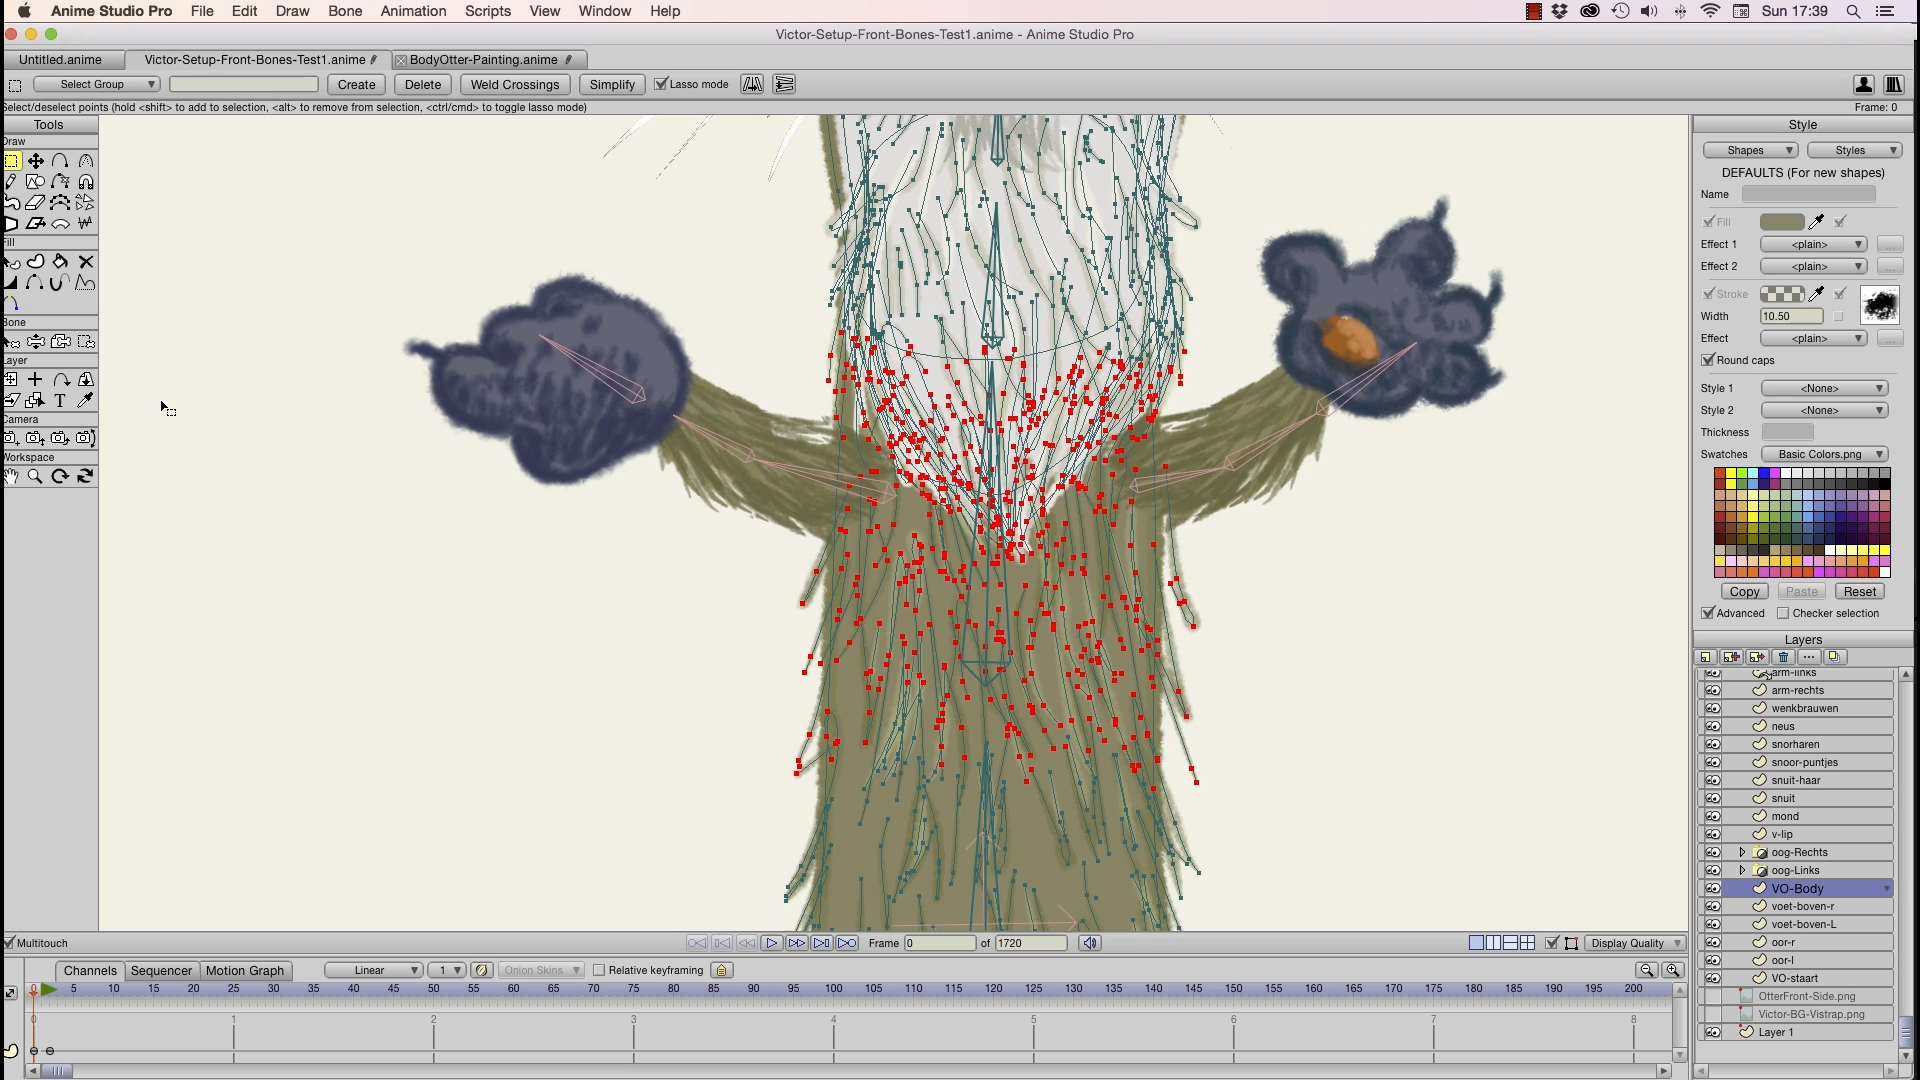 Anime Studio Pro File Edit Draw Bone Animation Scripts View Window Help Sun 17:39
Victor-Setup-Front-Bones-Test1.anime - Anime Studio Pro
Untitled.anime Victor-Setup-Front-Bones-Test1.anime BodyOtter-Painting.anime
Select Group Create Delete Weld Crossings Simplify Lasso mode
Select/deselect points (hold <shift> to add to selection, <alt> to remove from selection, <ctrl/cmd> to toggle lasso mode) Frame: 0
Tools
Draw
Fill
Bone
Layer
Camera
Workspace
Style
Shapes Styles
DEFAULTS (For new shapes)
Name
Fill
Effect 1 <plain> ...
Effect 2 <plain> ...
Stroke
Width 10.50
Effect <plain> ...
Round caps
Style 1 <None>
Style 2 <None>
Thickness
Swatches Basic Colors.png
Copy Paste Reset
Advanced Checker selection
Layers
arm-links
arm-rechts
wenkbrauwen
neus
snorharen
snoor-puntjes
snuit-haar
snuit
mond
v-lip
oog-Rechts
oog-Links
VO-Body
voet-boven-r
voet-boven-L
oor-r
oor-l
VO-staart
OtterFront-Side.png
Victor-BG-Vistrap.png
Layer 1
Multitouch Frame 0 of 1720 Display Quality
Channels Sequencer Motion Graph Linear 1 Onion Skins Relative keyframing
0 5 10 15 20 25 30 35 40 45 50 55 60 65 70 75 80 85 90 95 100 105 110 115 120 125 130 135 140 145 150 155 160 165 170 175 180 185 190 195 200
0 1 2 3 4 5 6 7 8